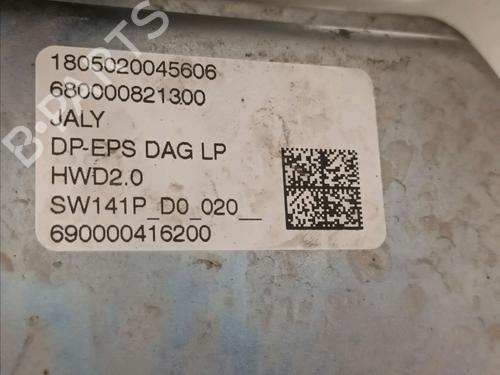 1805020045606
680000821300
JALY
DP-EPS DAG LP
HWD2.0
SW141P_D0_020__
690000416200
B-PARTS